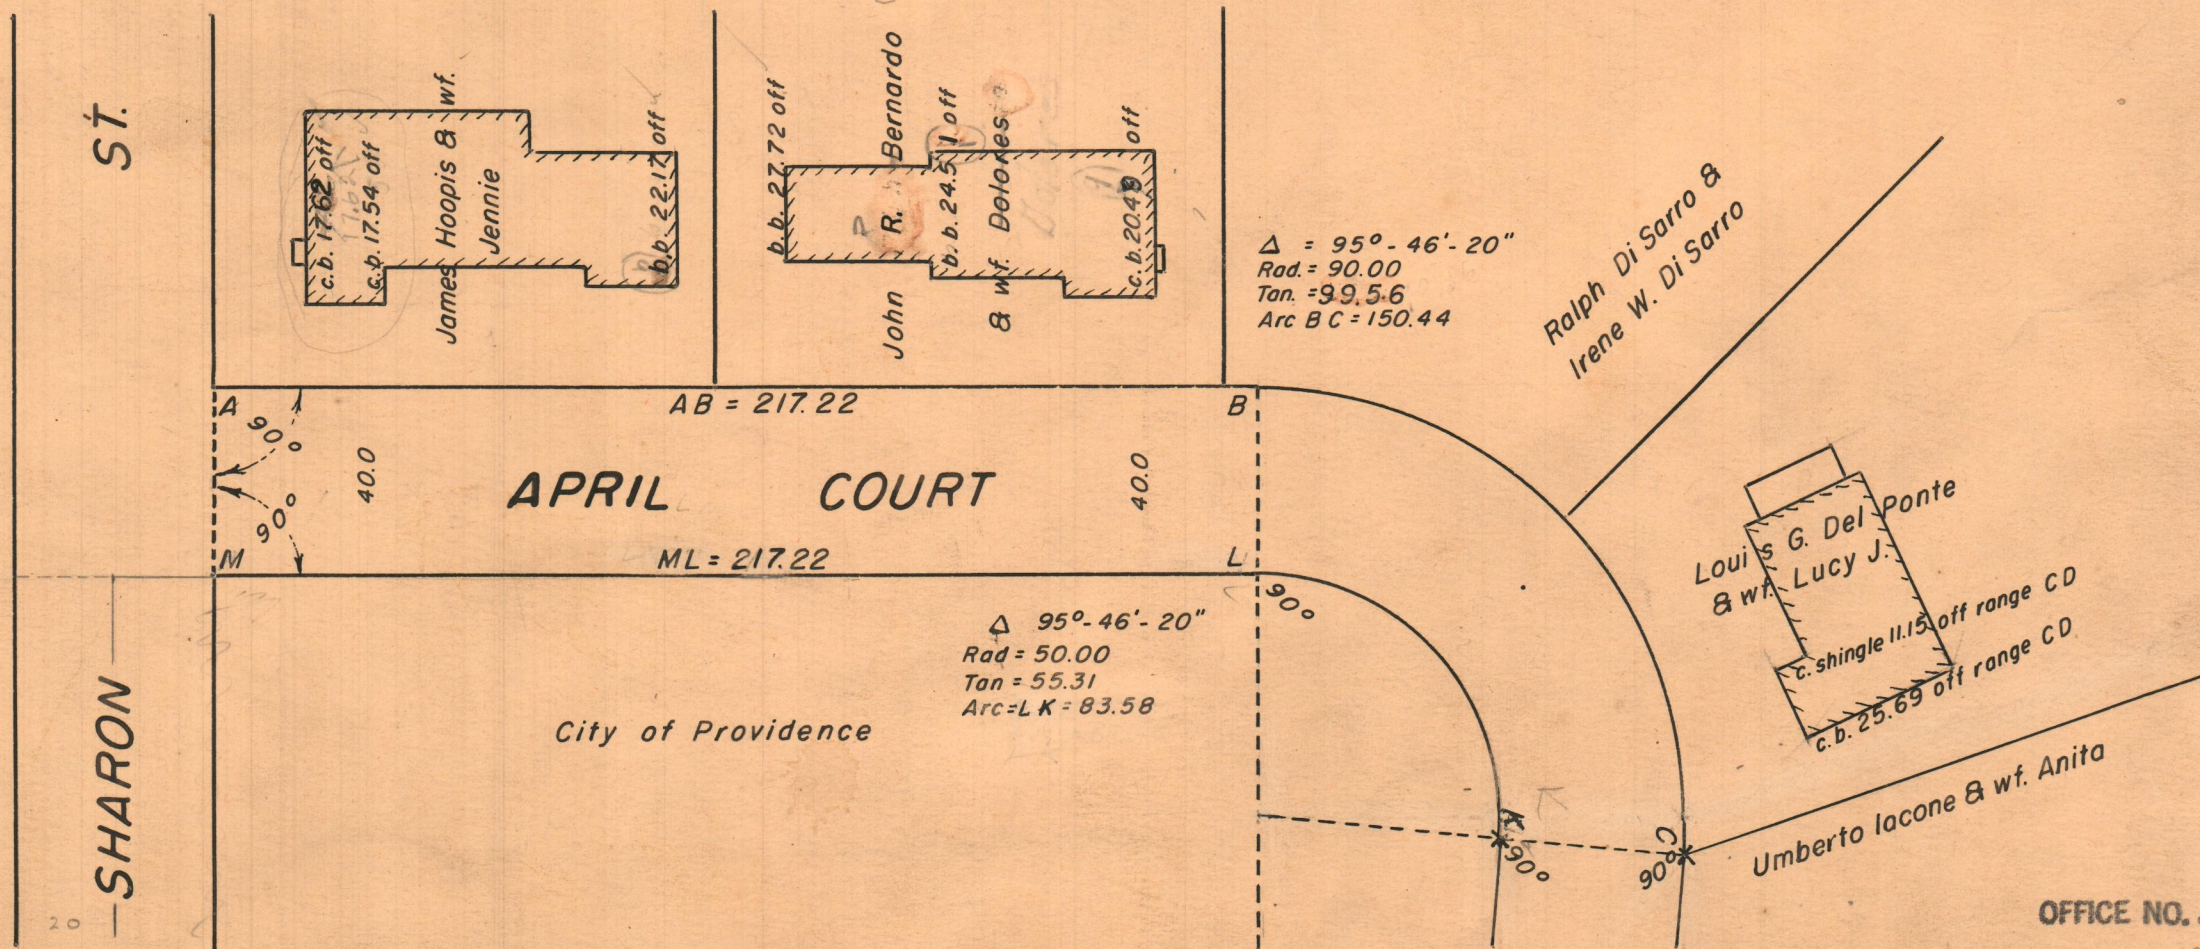 ST.
SHARON
c.b. 17.62 off
c.b. 17.54 off
James Hoopis & wf.
Jennie
b.b. 22.17 off
b.b. 27.72 off
John R. Bernardo
b.b. 24.51 off
& wf. Dolores
c.b. 20.48 off
Δ = 95°-46'-20"
Rad. = 90.00
Tan. = 99.56
Arc B C = 150.44
Ralph Di Sarro &
Irene W. Di Sarro
A
AB = 217.22
B
90°
40.0
APRIL COURT
40.0
90°
M
ML = 217.22
L
90°
Δ 95°-46'-20"
Rad = 50.00
Tan = 55.31
Arc = L K = 83.58
City of Providence
Louis G. Del Ponte
& wf. Lucy J.
c. shingle 11.15 off range CD
c.b. 25.69 off range CD
Umberto Iacone & wf. Anita
K
90°
C
90°
20
OFFICE NO.